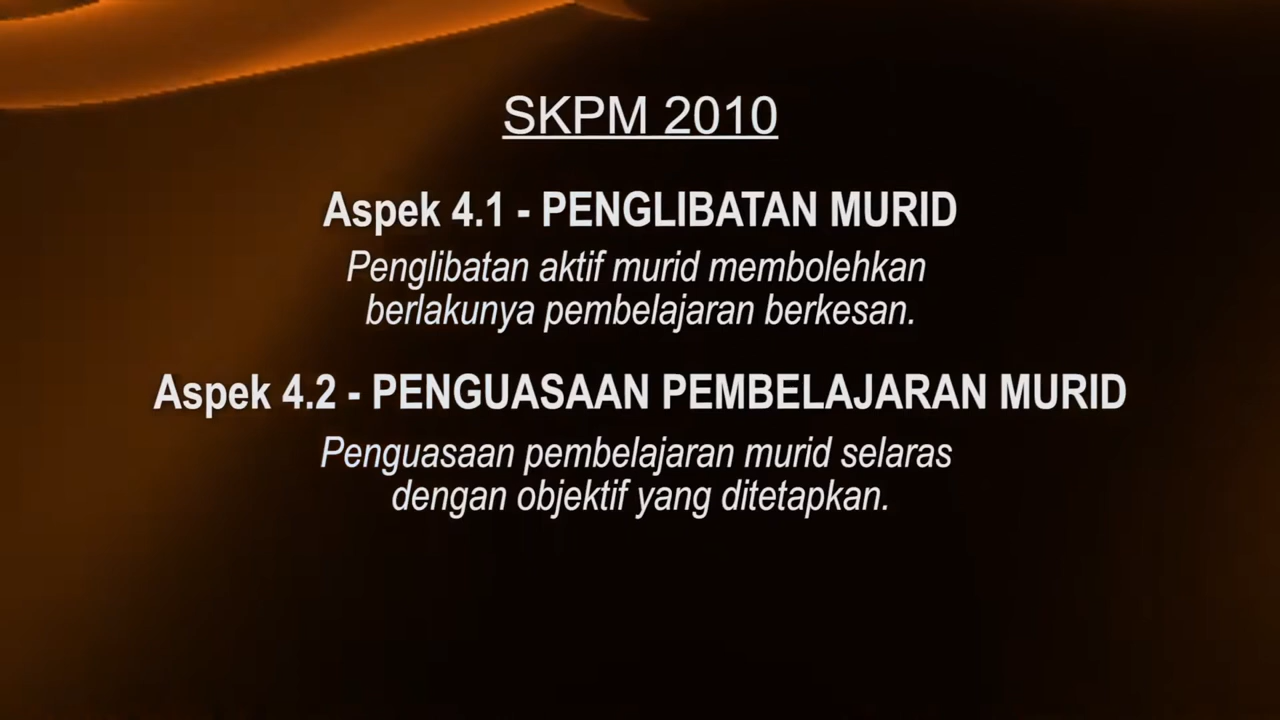 SKPM 2010
Aspek 4.1 - PENGLIBATAN MURID
Penglibatan aktif murid membolehkan
berlakunya pembelajaran berkesan.
Aspek 4.2 - PENGUASAAN PEMBELAJARAN MURID
Penguasaan pembelajaran murid selaras
dengan objektif yang ditetapkan.